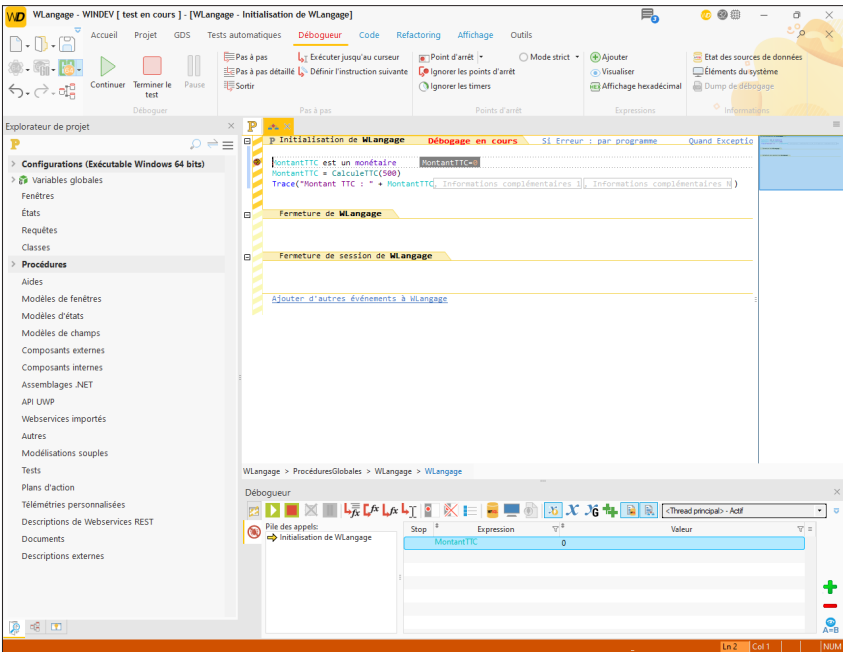 WLangage - WINDEV [ test en cours ] - [WLangage - Initialisation de WLangage]
Accueil Projet GDS Tests automatiques Débogueur Code Refactoring Affichage Outils
Continuer
Terminer le test
Pause
Déboguer
Pas à pas
Exécuter jusqu'au curseur
Pas à pas détaillé
Définir l'instruction suivante
Sortir
Pas à pas
Point d'arrêt
Mode strict
Ignorer les points d'arrêt
Ignorer les timers
Points d'arrêt
Ajouter
Visualiser
Affichage hexadécimal
Expressions
Etat des sources de données
Éléments du système
Dump de débogage
Informations
Explorateur de projet
Configurations (Exécutable Windows 64 bits)
Variables globales
Fenêtres
États
Requêtes
Classes
Procédures
Aides
Modèles de fenêtres
Modèles d'états
Modèles de champs
Composants externes
Composants internes
Assemblages .NET
API UWP
Webservices importés
Autres
Modélisations souples
Tests
Plans d'action
Télémétries personnalisées
Descriptions de Webservices REST
Documents
Descriptions externes
P Initialisation de WLangage Débogage en cours Si Erreur : par programme Quand Exceptio
MontantTTC est un monétaire MontantTTC=0
MontantTTC = CalculeTTC(500)
Trace("Montant TTC : " + MontantTTC, Informations complémentaires 1, Informations complémentaires N)
Fermeture de WLangage
Fermeture de session de WLangage
Ajouter d'autres événements à WLangage
WLangage > ProcéduresGlobales > WLangage > WLangage
Débogueur
<Thread principal> - Actif
Pile des appels:
Initialisation de WLangage
Stop Expression Valeur
MontantTTC 0
A=B
Ln 2 Col 1 NUM